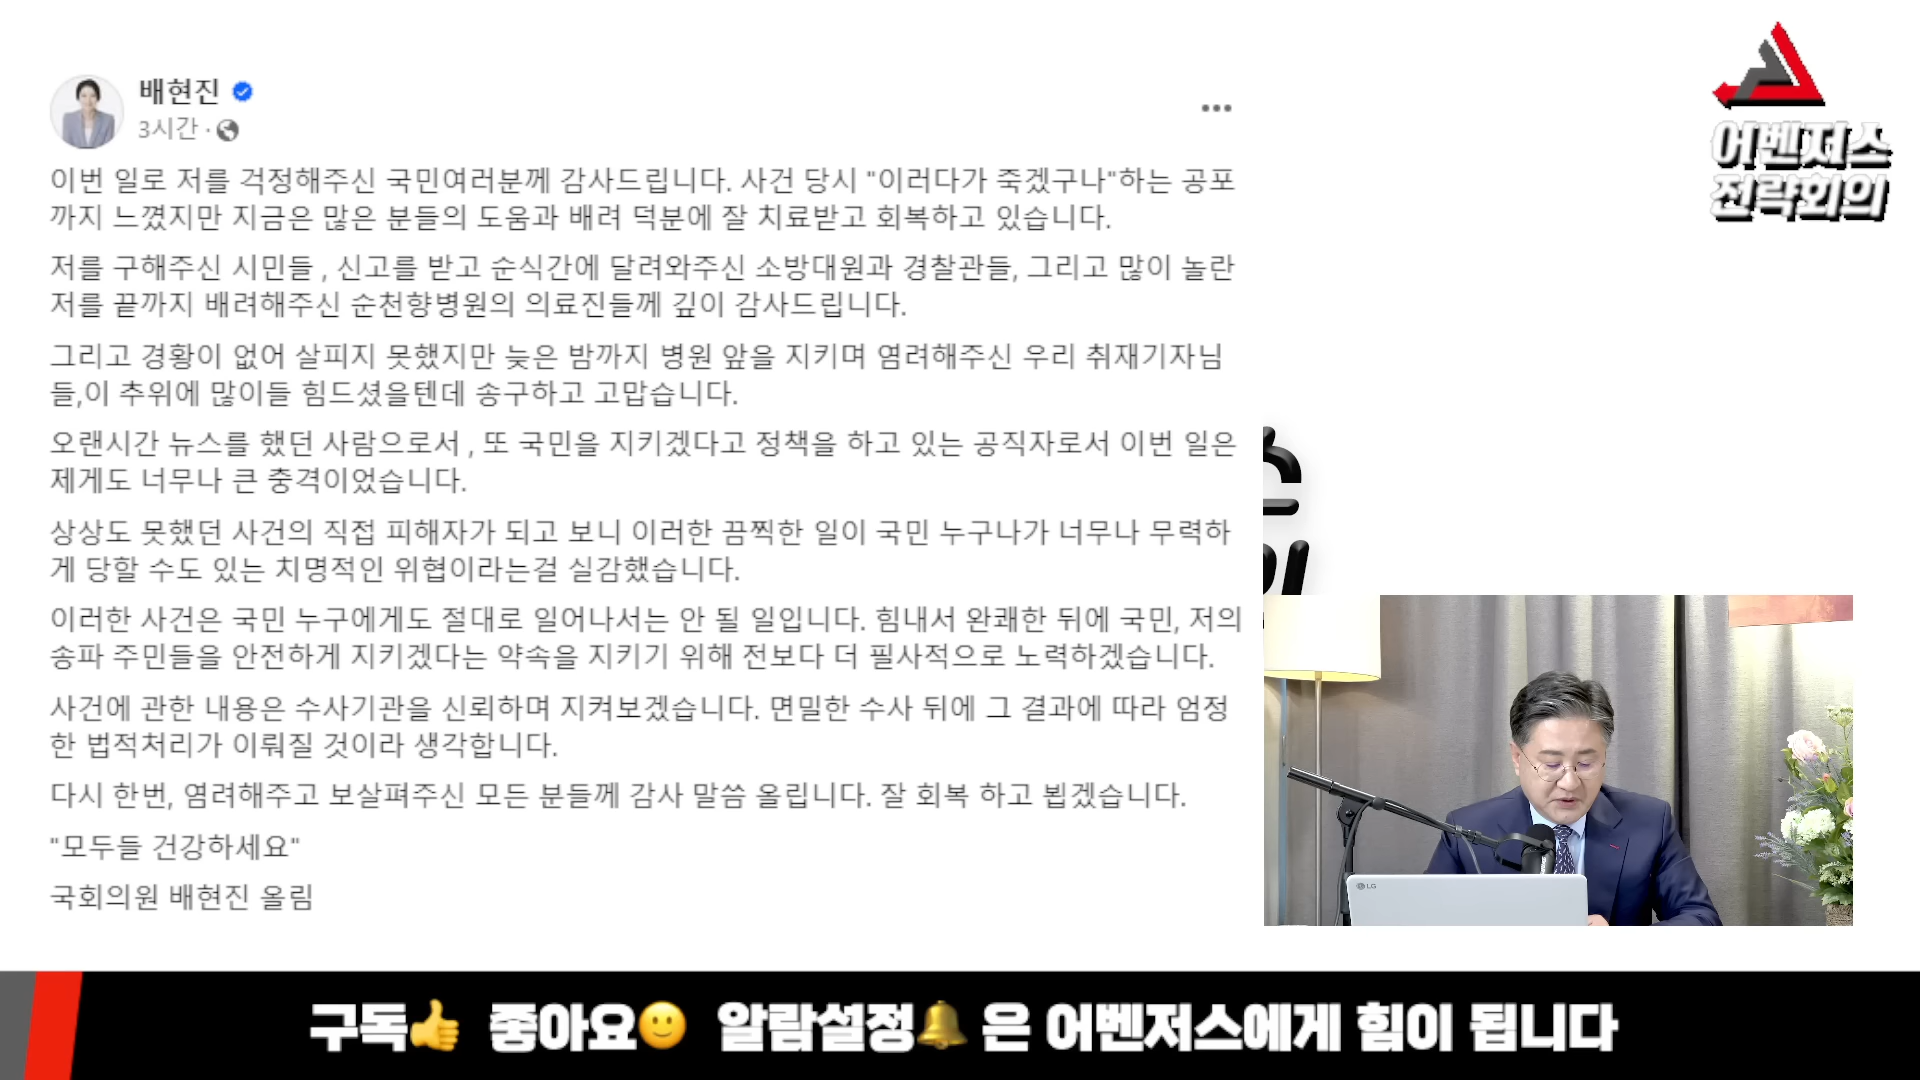 배현진
3시간 ·
이번 일로 저를 걱정해주신 국민여러분께 감사드립니다. 사건 당시 "이러다가 죽겠구나"하는 공포
까지 느꼈지만 지금은 많은 분들의 도움과 배려 덕분에 잘 치료받고 회복하고 있습니다.
저를 구해주신 시민들 , 신고를 받고 순식간에 달려와주신 소방대원과 경찰관들, 그리고 많이 놀란
저를 끝까지 배려해주신 순천향병원의 의료진들께 깊이 감사드립니다.
그리고 경황이 없어 살피지 못했지만 늦은 밤까지 병원 앞을 지키며 염려해주신 우리 취재기자님
들,이 추위에 많이들 힘드셨을텐데 송구하고 고맙습니다.
오랜시간 뉴스를 했던 사람으로서 , 또 국민을 지키겠다고 정책을 하고 있는 공직자로서 이번 일은
제게도 너무나 큰 충격이었습니다.
상상도 못했던 사건의 직접 피해자가 되고 보니 이러한 끔찍한 일이 국민 누구나가 너무나 무력하
게 당할 수도 있는 치명적인 위협이라는걸 실감했습니다.
이러한 사건은 국민 누구에게도 절대로 일어나서는 안 될 일입니다. 힘내서 완쾌한 뒤에 국민, 저의
송파 주민들을 안전하게 지키겠다는 약속을 지키기 위해 전보다 더 필사적으로 노력하겠습니다.
사건에 관한 내용은 수사기관을 신뢰하며 지켜보겠습니다. 면밀한 수사 뒤에 그 결과에 따라 엄정
한 법적처리가 이뤄질 것이라 생각합니다.
다시 한번, 염려해주고 보살펴주신 모든 분들께 감사 말씀 올립니다. 잘 회복 하고 뵙겠습니다.
"모두들 건강하세요"
국회의원 배현진 올림
어벤저스
전략회의
LG
구독👍 좋아요🙂 알람설정🔔 은 어벤저스에게 힘이 됩니다